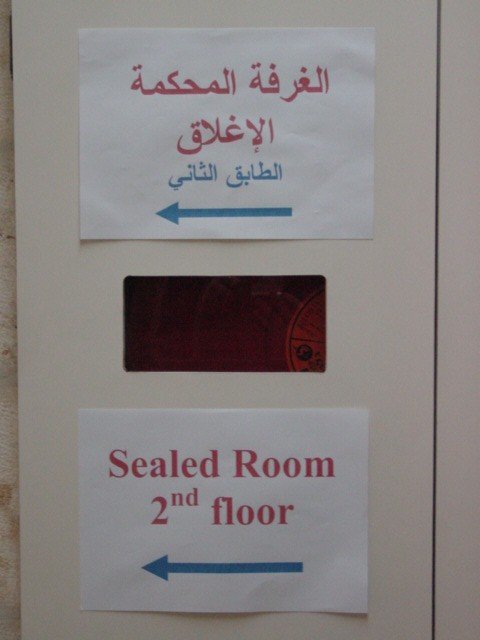 الغرفة المحكمة
الإغلاق
الطابق الثاني
Sealed Room
2nd floor